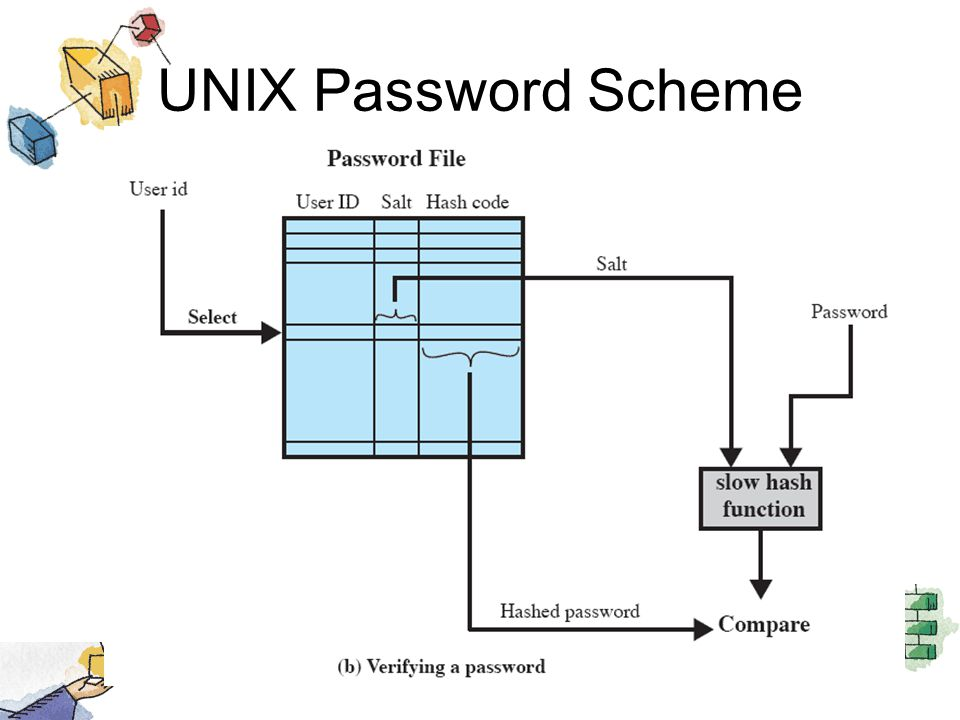 UNIX Password Scheme
Password File
User id
User ID Salt Hash code
Salt
Select
Password
slow hash
function
Hashed password
Compare
(b) Verifying a password